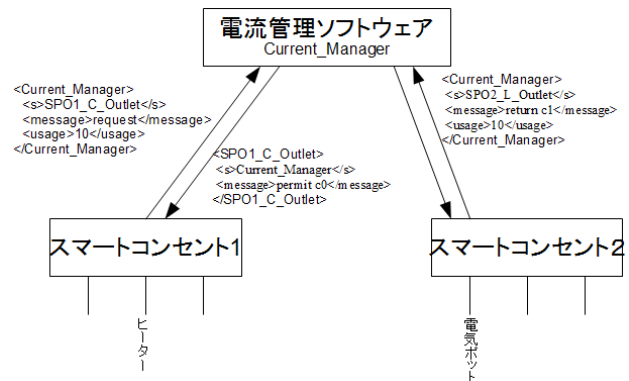 電流管理ソフトウェア
Current_Manager
<Current_Manager>
<s>SPO1_C_Outlet</s>
<message>request</message>
<usage>10</usage>
</Current_Manager>
<Current_Manager>
<s>SPO2_L_Outlet</s>
<message>return c1</message>
<usage>10</usage>
</Current_Manager>
<SPO1_C_Outlet>
<s>Current_Manager</s>
<message>permit c0</message>
</SPO1_C_Outlet>
スマートコンセント1
スマートコンセント2
ヒーター
電気ポット